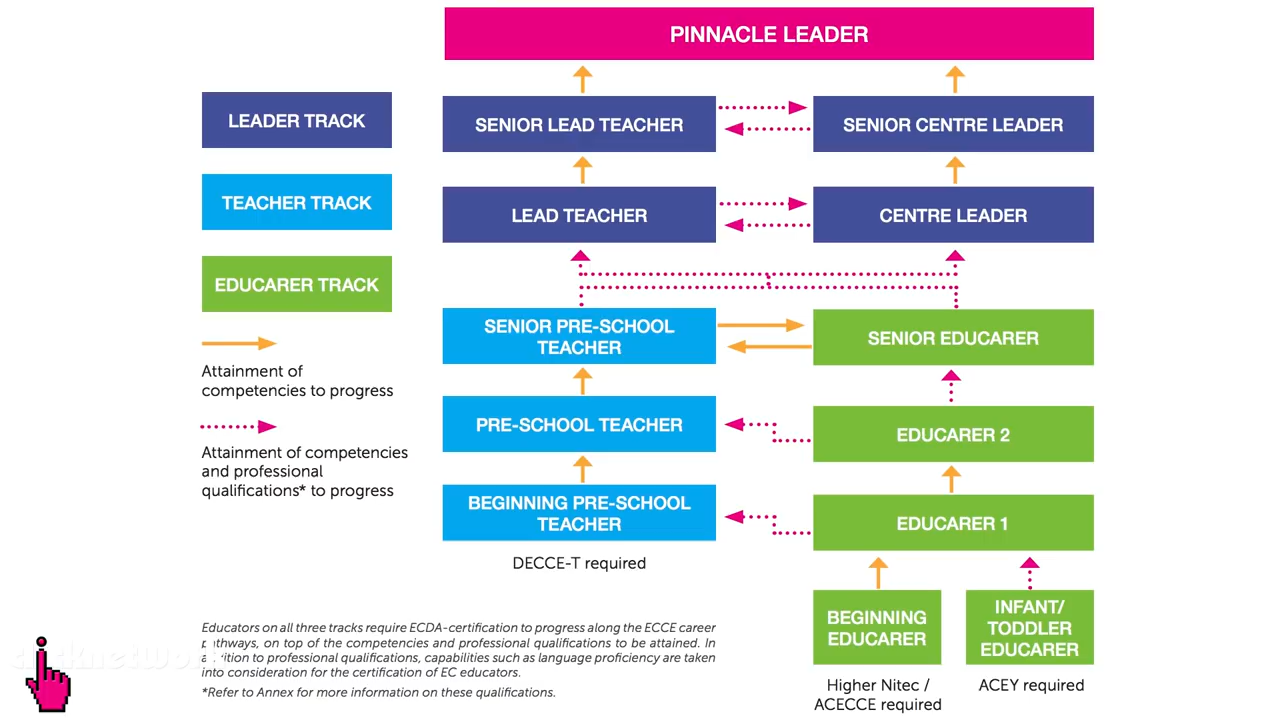 PINNACLE LEADER
LEADER TRACK
SENIOR LEAD TEACHER
SENIOR CENTRE LEADER
TEACHER TRACK
LEAD TEACHER
CENTRE LEADER
EDUCARER TRACK
SENIOR PRE-SCHOOL
TEACHER
SENIOR EDUCARER
Attainment of
competencies to progress
PRE-SCHOOL TEACHER
EDUCARER 2
Attainment of competencies
and professional
qualifications* to progress
BEGINNING PRE-SCHOOL
TEACHER
EDUCARER 1
DECCE-T required
BEGINNING
EDUCARER
INFANT/
TODDLER
EDUCARER
Higher Nitec /
ACECCE required
ACEY required
Educators on all three tracks require ECDA-certification to progress along the ECCE career
pathways, on top of the competencies and professional qualifications to be attained. In
addition to professional qualifications, capabilities such as language proficiency are taken
into consideration for the certification of EC educators.
*Refer to Annex for more information on these qualifications.